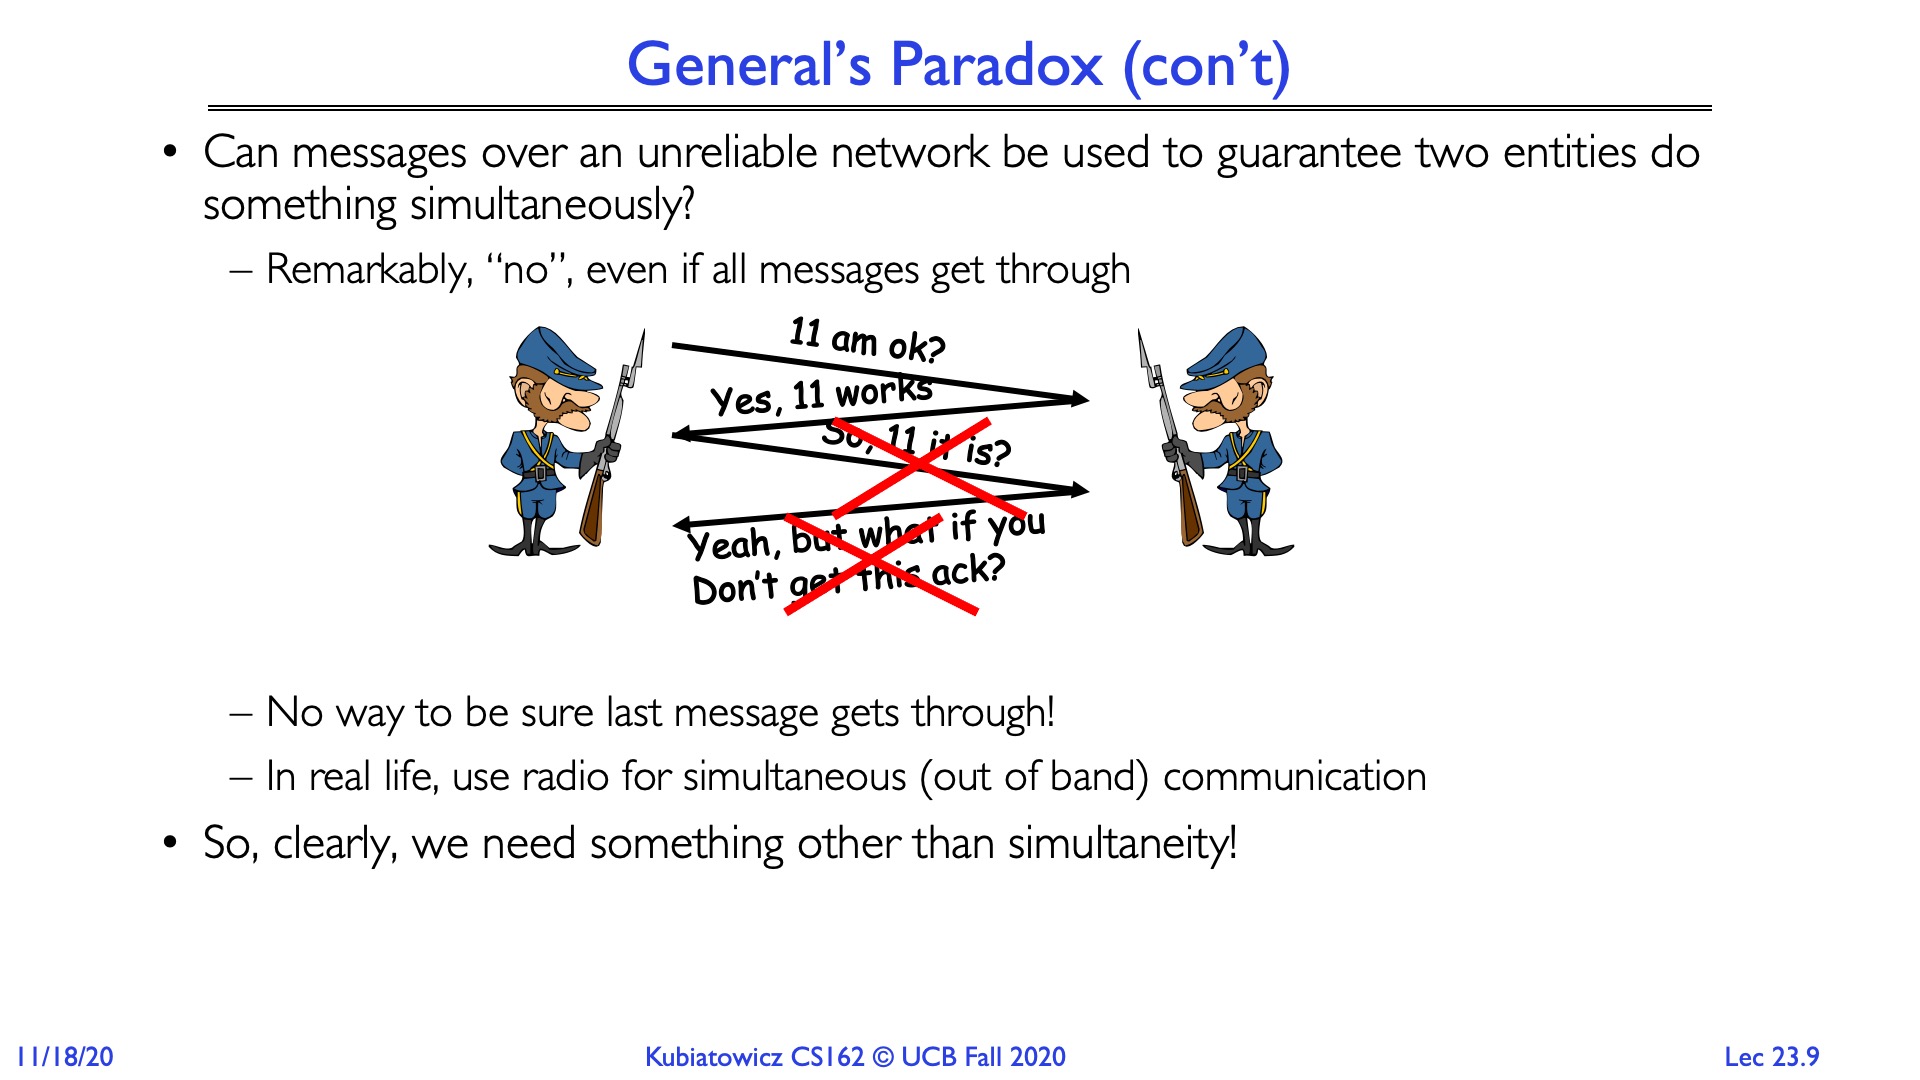 General’s Paradox (con’t)
• Can messages over an unreliable network be used to guarantee two entities do
something simultaneously?
– Remarkably, “no”, even if all messages get through
11 am ok?
Yes, 11 works
So, 11 it is?
Yeah, but what if you
Don’t get this ack?
– No way to be sure last message gets through!
– In real life, use radio for simultaneous (out of band) communication
• So, clearly, we need something other than simultaneity!
11/18/20
Kubiatowicz CS162 © UCB Fall 2020
Lec 23.9